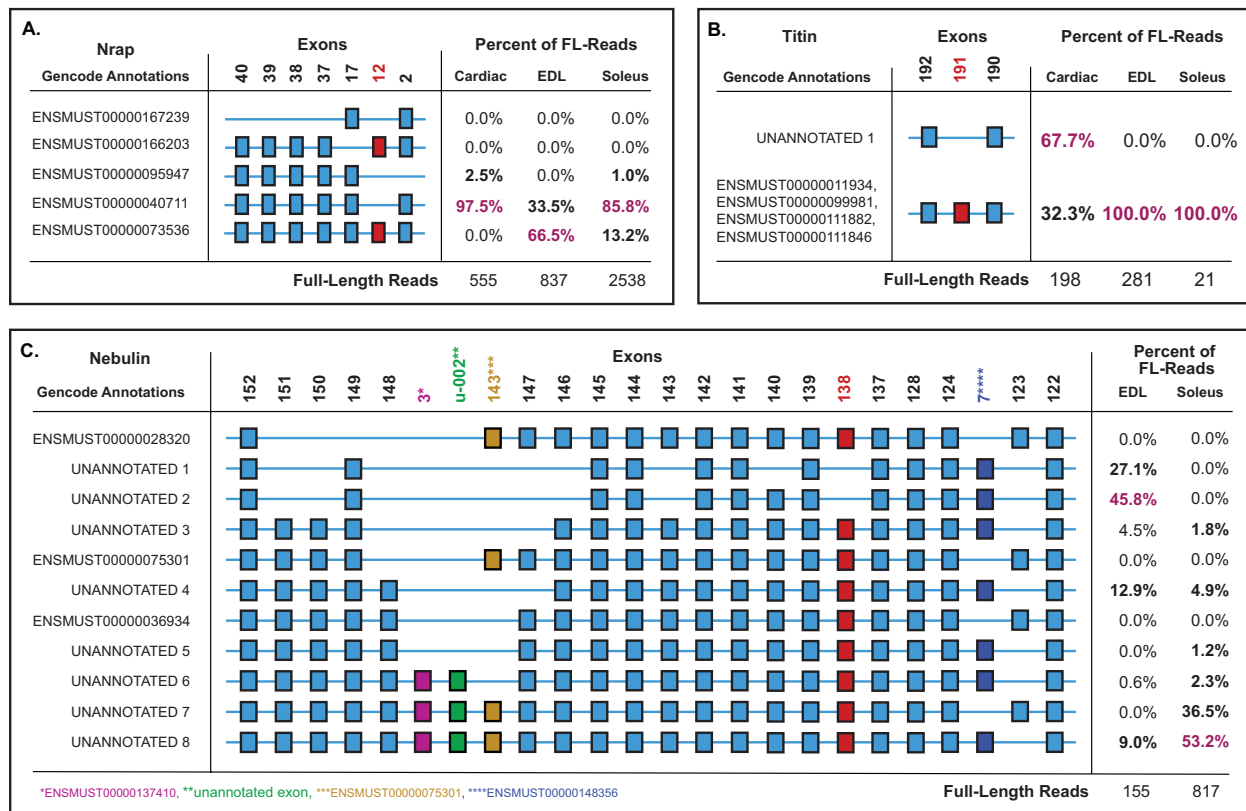 A.
Nrap Exons Percent of FL-Reads
Gencode Annotations 40 39 38 37 17 12 2 Cardiac EDL Soleus
ENSMUST00000167239 0.0% 0.0% 0.0%
ENSMUST00000166203 0.0% 0.0% 0.0%
ENSMUST00000095947 2.5% 0.0% 1.0%
ENSMUST00000040711 97.5% 33.5% 85.8%
ENSMUST00000073536 0.0% 66.5% 13.2%
Full-Length Reads 555 837 2538
B.
Titin Exons Percent of FL-Reads
Gencode Annotations 192 191 190 Cardiac EDL Soleus
UNANNOTATED 1 67.7% 0.0% 0.0%
ENSMUST00000011934,
ENSMUST00000099981,
ENSMUST00000111882,
ENSMUST00000111846
32.3% 100.0% 100.0%
Full-Length Reads 198 281 21
C.
Nebulin Exons Percent of
FL-Reads
Gencode Annotations 152 151 150 149 148 3* u-002** 143*** 147 146 145 144 143 142 141 140 139 138 137 128 124 7**** 123 122 EDL Soleus
ENSMUST00000028320 0.0% 0.0%
UNANNOTATED 1 27.1% 0.0%
UNANNOTATED 2 45.8% 0.0%
UNANNOTATED 3 4.5% 1.8%
ENSMUST00000075301 0.0% 0.0%
UNANNOTATED 4 12.9% 4.9%
ENSMUST00000036934 0.0% 0.0%
UNANNOTATED 5 0.0% 1.2%
UNANNOTATED 6 0.6% 2.3%
UNANNOTATED 7 0.0% 36.5%
UNANNOTATED 8 9.0% 53.2%
*ENSMUST00000137410, **unannotated exon, ***ENSMUST00000075301, ****ENSMUST00000148356
Full-Length Reads 155 817